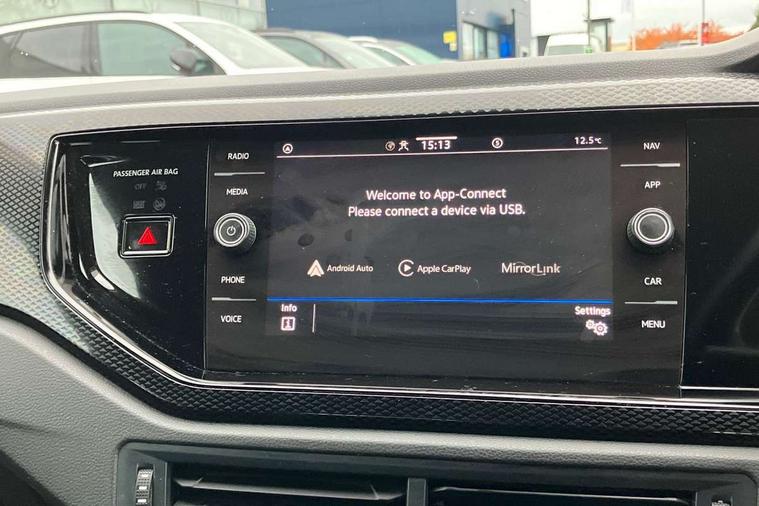 RADIO
MEDIA
PHONE
VOICE
PASSENGER AIR BAG
OFF
A
15:13
S
12.5°C
Welcome to App-Connect
Please connect a device via USB.
Android Auto
Apple CarPlay
MirrorLink
Info
Settings
NAV
APP
CAR
MENU